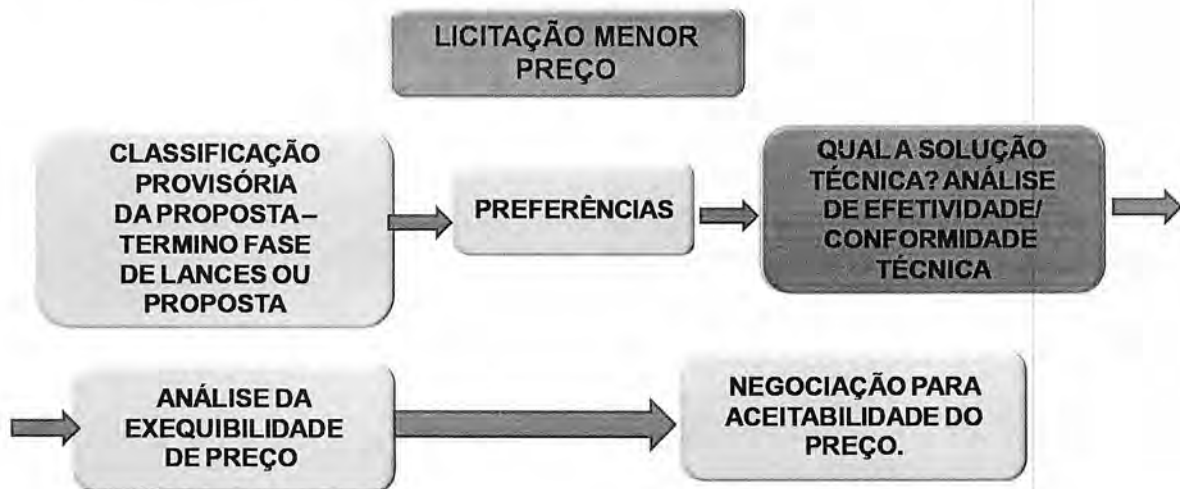 LICITAÇÃO MENOR
PREÇO
CLASSIFICAÇÃO
PROVISÓRIA
DA PROPOSTA –
TERMINO FASE
DE LANCES OU
PROPOSTA
PREFERÊNCIAS
QUAL A SOLUÇÃO
TÉCNICA? ANÁLISE
DE EFETIVIDADE/
CONFORMIDADE
TÉCNICA
ANÁLISE DA
EXEQUIBILIDADE
DE PREÇO
NEGOCIAÇÃO PARA
ACEITABILIDADE DO
PREÇO.